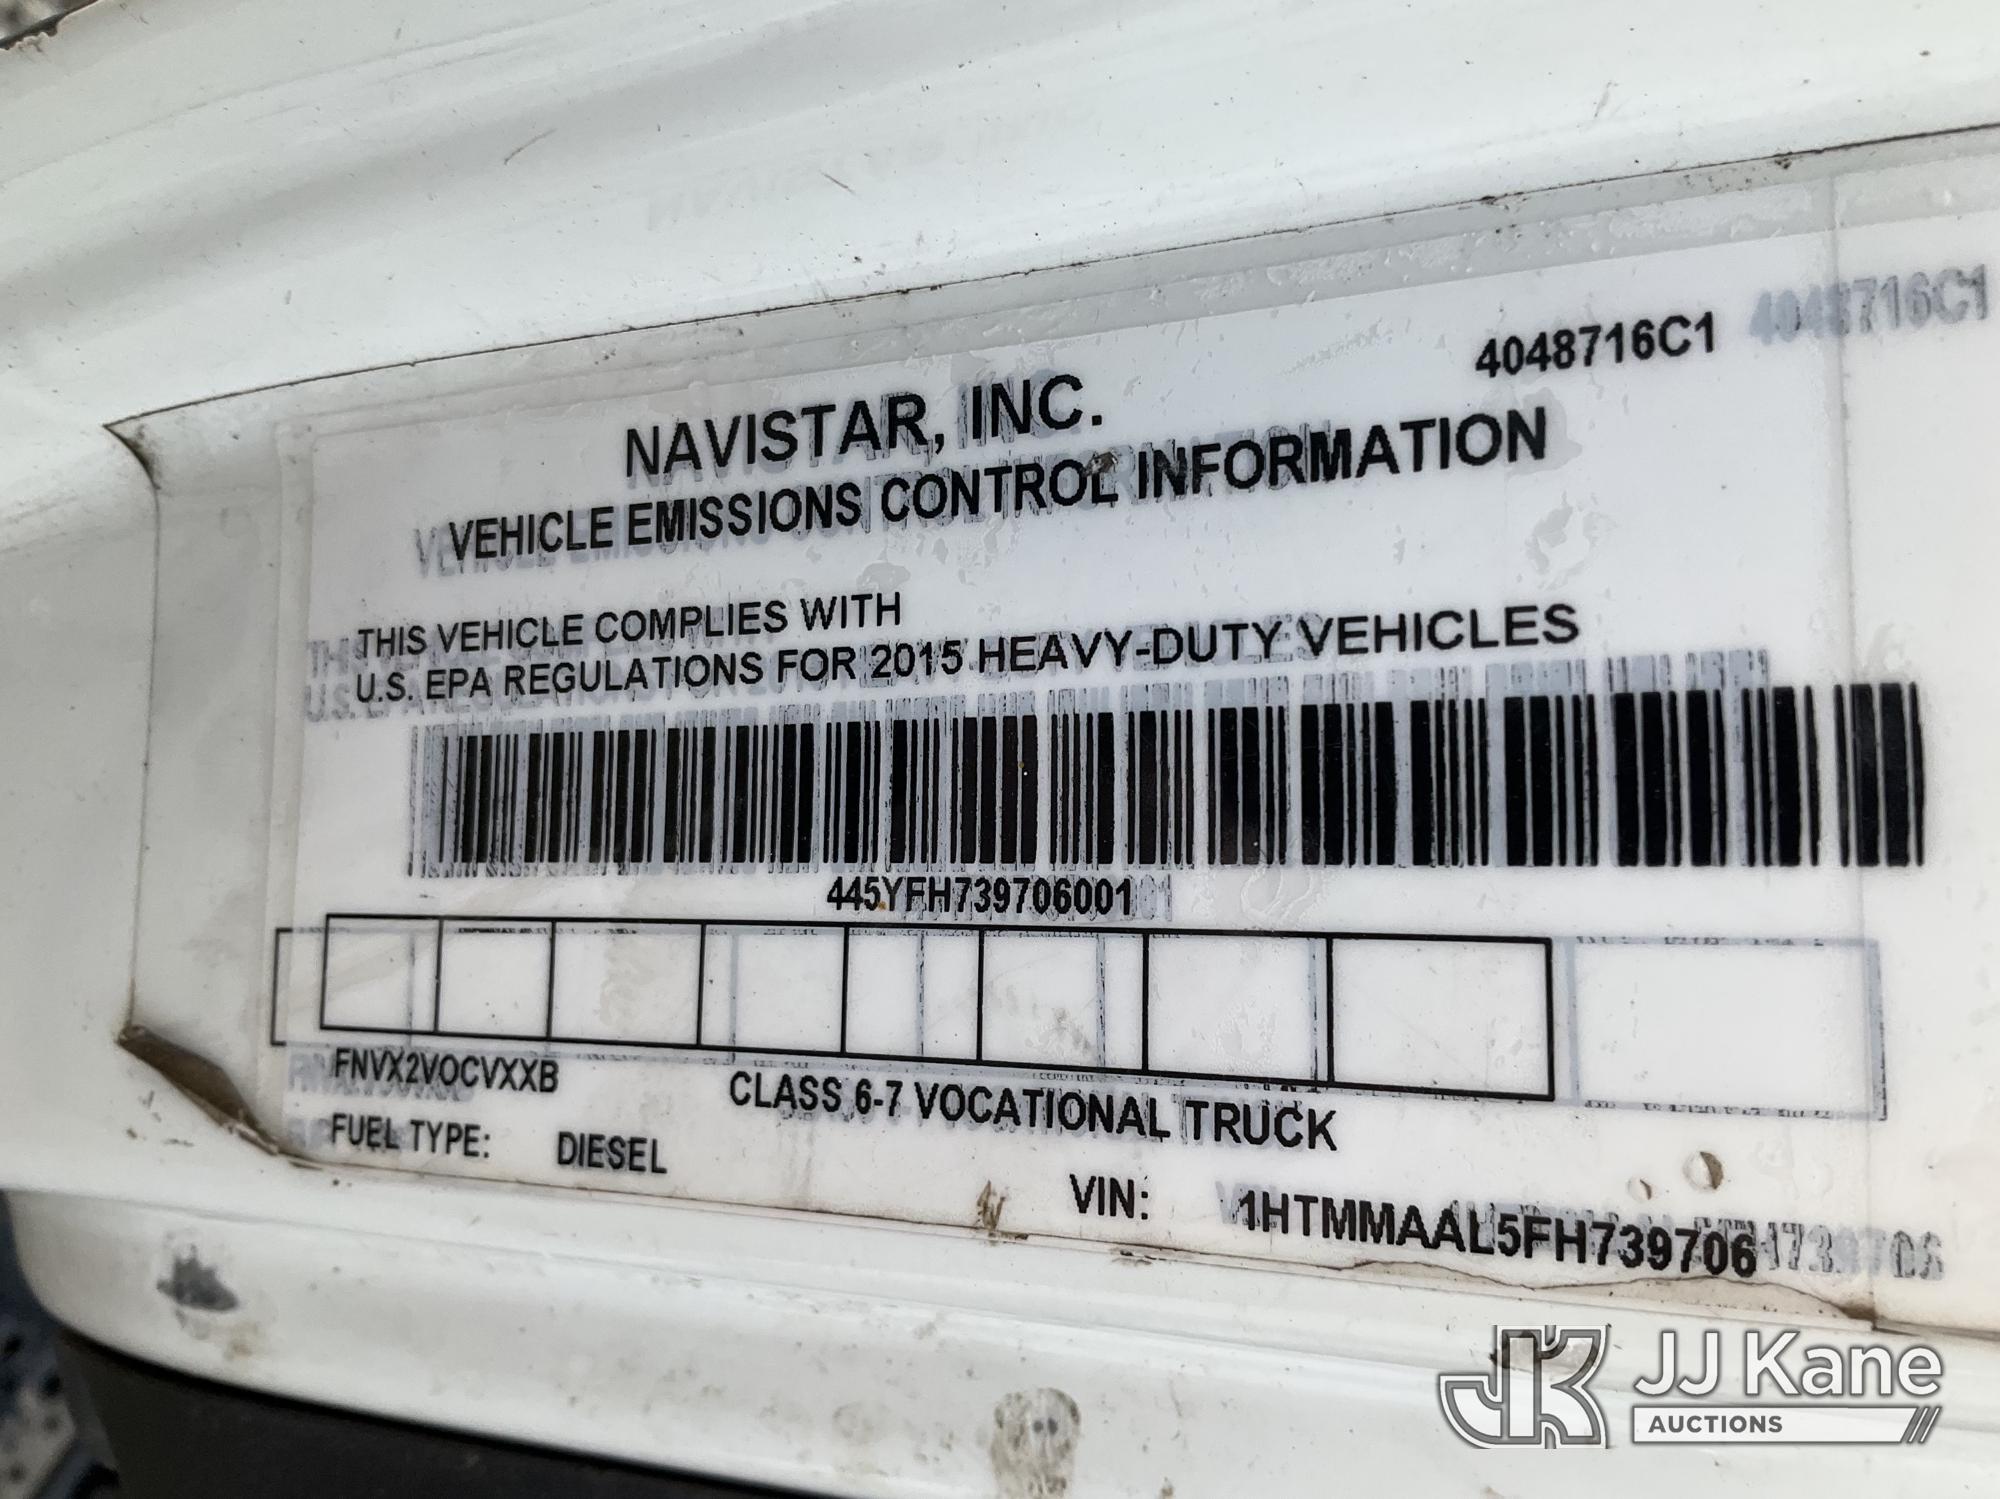 4048716C1
NAVISTAR, INC.
VEHICLE EMISSIONS CONTROL INFORMATION
THIS VEHICLE COMPLIES WITH
U.S. EPA REGULATIONS FOR 2015 HEAVY-DUTY VEHICLES
445YFH739706001
FNVX2VOCVXXB CLASS 6-7 VOCATIONAL TRUCK
FUEL TYPE: DIESEL
VIN: 1HTMMAAL5FH739706
JK JJ Kane
AUCTIONS